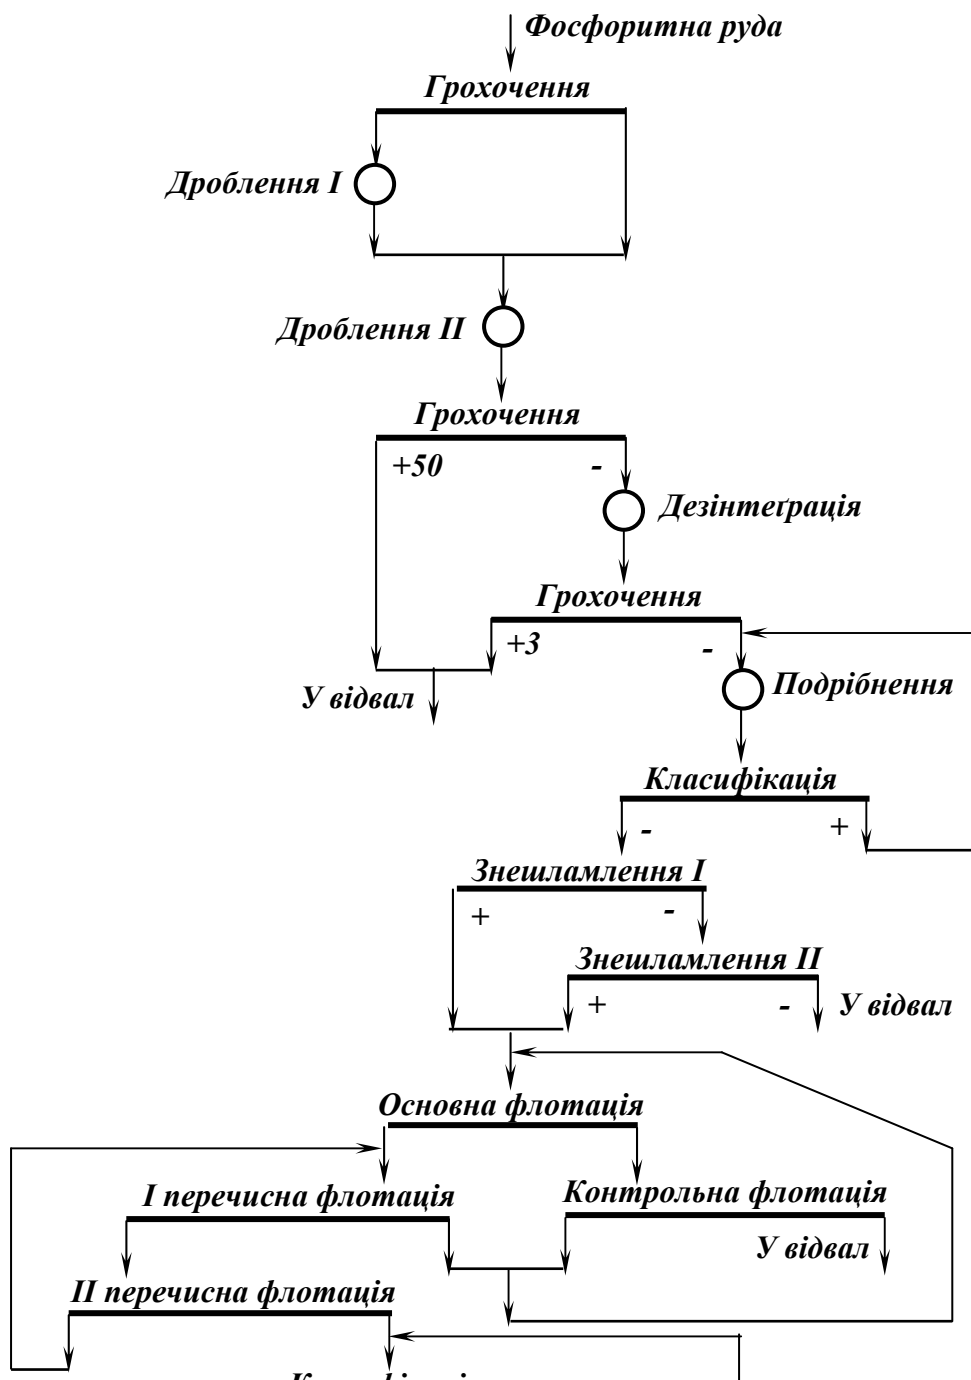 Фосфоритна руда
Грохочення
Дроблення I
Дроблення II
Грохочення
+50 -
Дезінтеґрація
Грохочення
+3 -
У відвал
Подрібнення
Класифікація
- +
Знешламлення I
+ -
Знешламлення II
+ - У відвал
Основна флотація
I перечисна флотація
Контрольна флотація
У відвал
II перечисна флотація